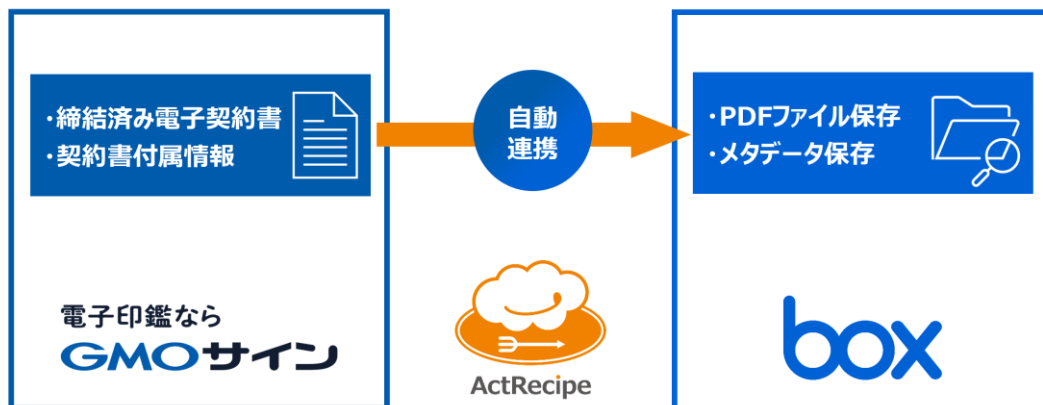 ・締結済み電子契約書
・契約書付属情報
自動
連携
・PDFファイル保存
・メタデータ保存
電子印鑑なら
GMOサイン
ActRecipe
box